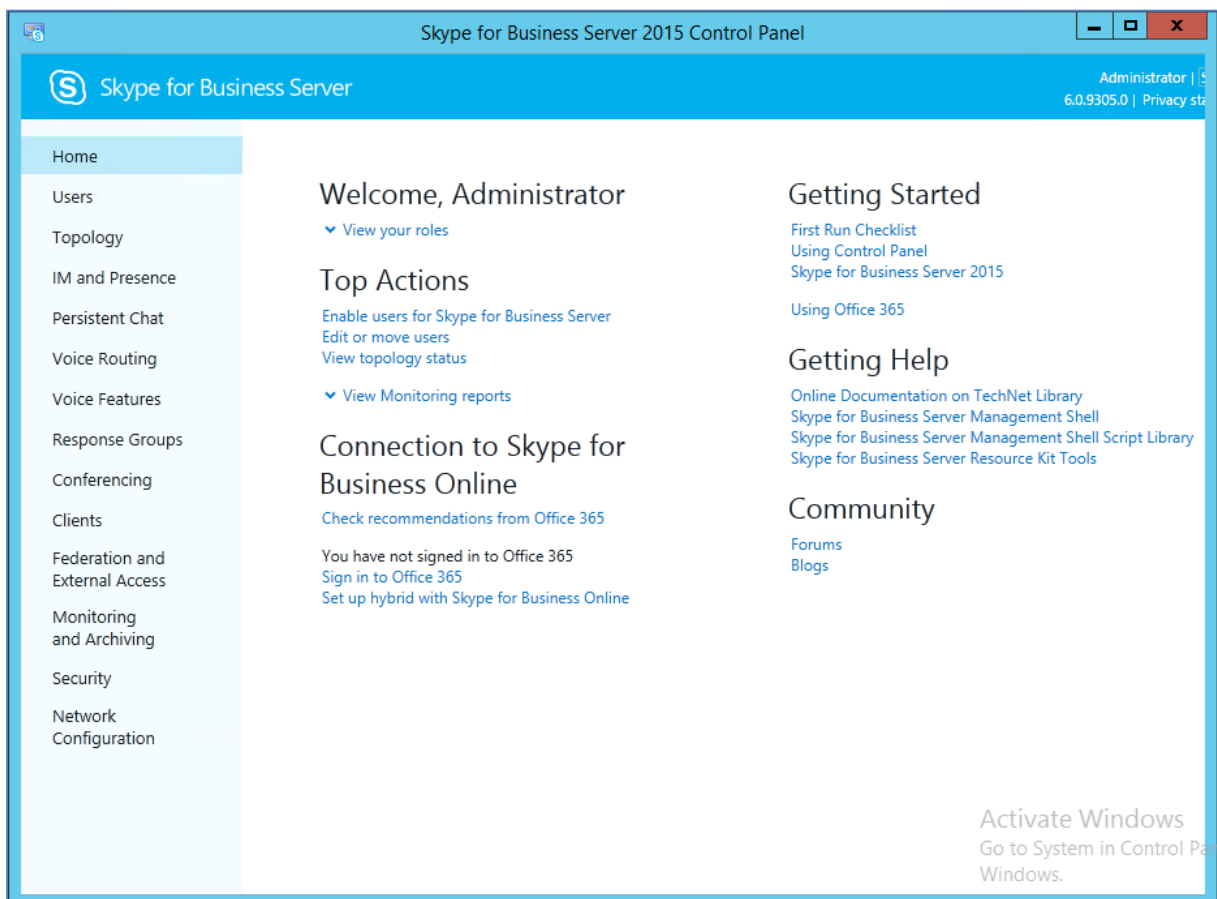 Skype for Business Server 2015 Control Panel
Skype for Business Server
Administrator |
6.0.9305.0 | Privacy
Home
Users
Topology
IM and Presence
Persistent Chat
Voice Routing
Voice Features
Response Groups
Conferencing
Clients
Federation and
External Access
Monitoring
and Archiving
Security
Network
Configuration
Welcome, Administrator
View your roles
Top Actions
Enable users for Skype for Business Server
Edit or move users
View topology status
View Monitoring reports
Connection to Skype for
Business Online
Check recommendations from Office 365
You have not signed in to Office 365
Sign in to Office 365
Set up hybrid with Skype for Business Online
Getting Started
First Run Checklist
Using Control Panel
Skype for Business Server 2015
Using Office 365
Getting Help
Online Documentation on TechNet Library
Skype for Business Server Management Shell
Skype for Business Server Management Shell Script Library
Skype for Business Server Resource Kit Tools
Community
Forums
Blogs
Activate Windows
Go to System in Control
Windows.